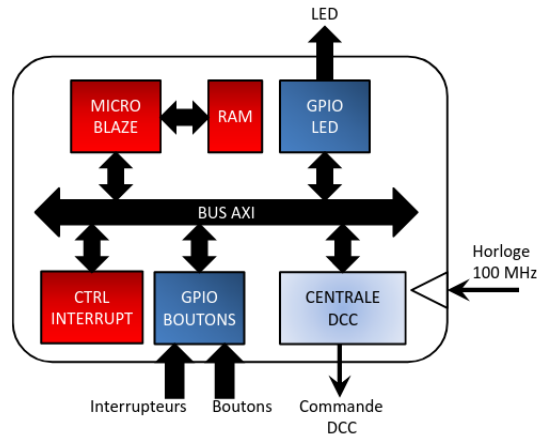 LED
MICRO
BLAZE
RAM
GPIO
LED
BUS AXI
Horloge
100 MHz
CTRL
INTERRUPT
GPIO
BOUTONS
CENTRALE
DCC
Interrupteurs
Boutons
Commande
DCC